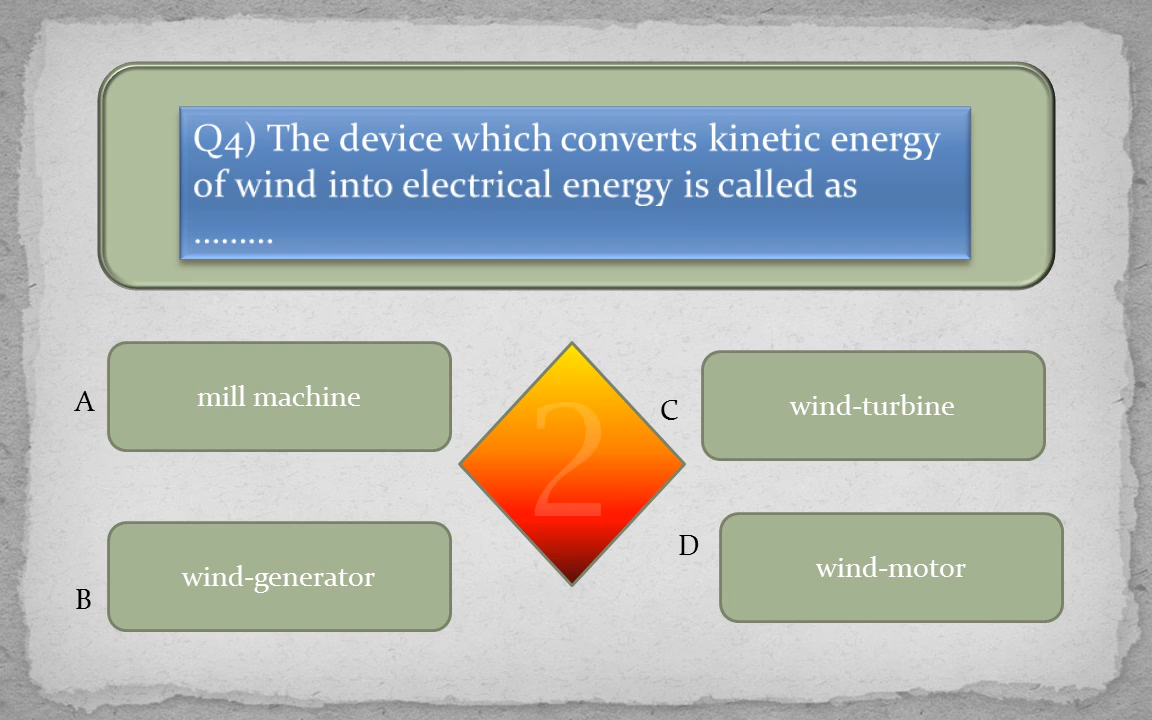 Q4) The device which converts kinetic energy
of wind into electrical energy is called as
.........
A
mill machine
2
C
wind-turbine
B
wind-generator
D
wind-motor